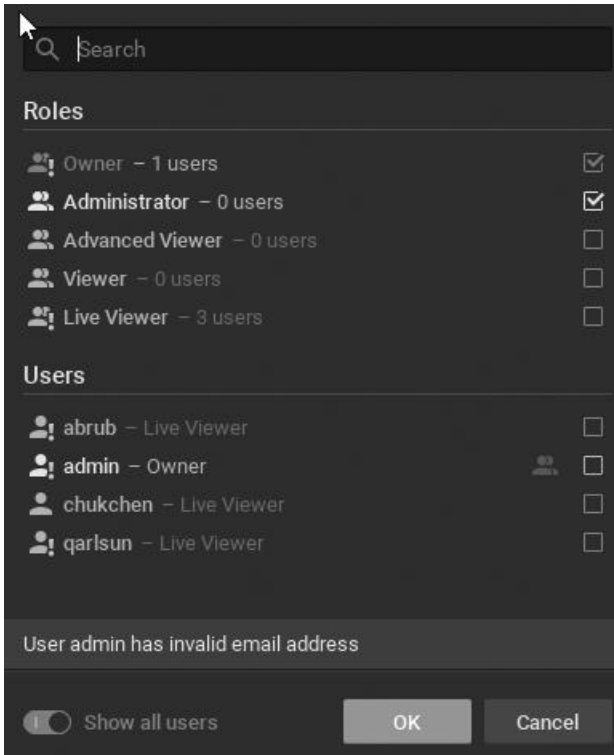 Search
Roles
Owner – 1 users
Administrator – 0 users
Advanced Viewer – 0 users
Viewer – 0 users
Live Viewer – 3 users
Users
abrub – Live Viewer
admin – Owner
chukchen – Live Viewer
qarlsun – Live Viewer
User admin has invalid email address
Show all users
OK
Cancel